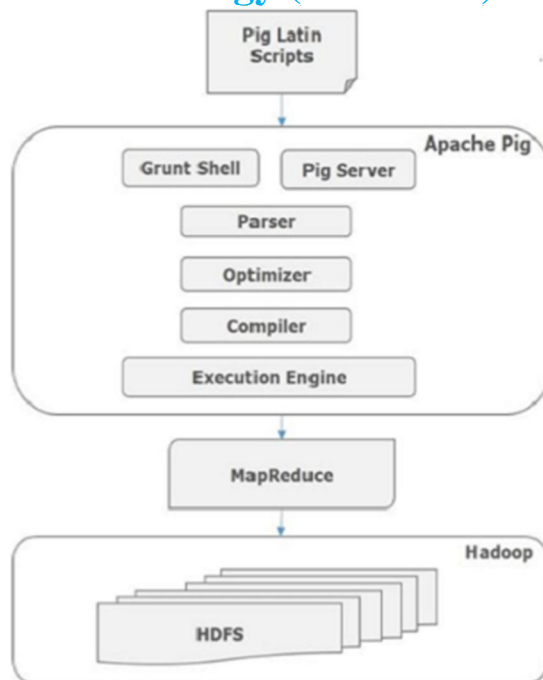 Pig Latin
Scripts
Apache Pig
Grunt Shell
Pig Server
Parser
Optimizer
Compiler
Execution Engine
MapReduce
Hadoop
HDFS